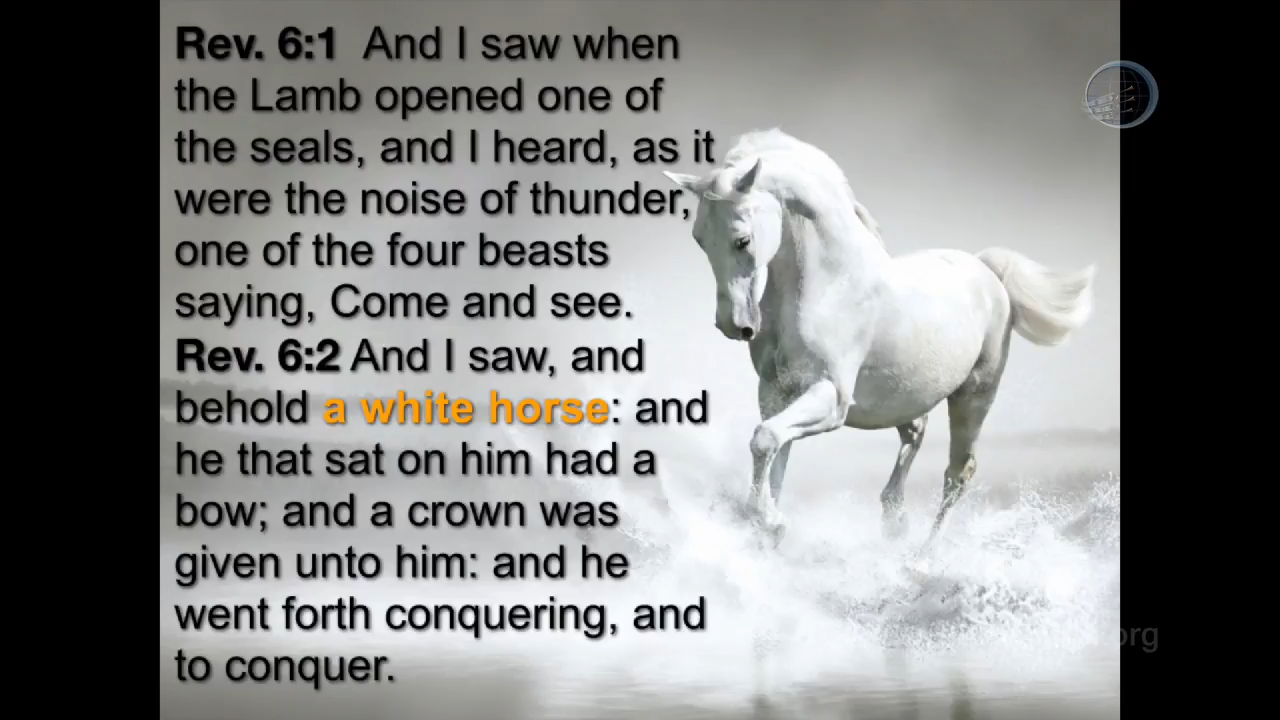 Rev. 6:1 And I saw when
the Lamb opened one of
the seals, and I heard, as it
were the noise of thunder,
one of the four beasts
saying, Come and see.
Rev. 6:2 And I saw, and
behold a white horse: and
he that sat on him had a
bow; and a crown was
given unto him: and he
went forth conquering, and
to conquer.
.org